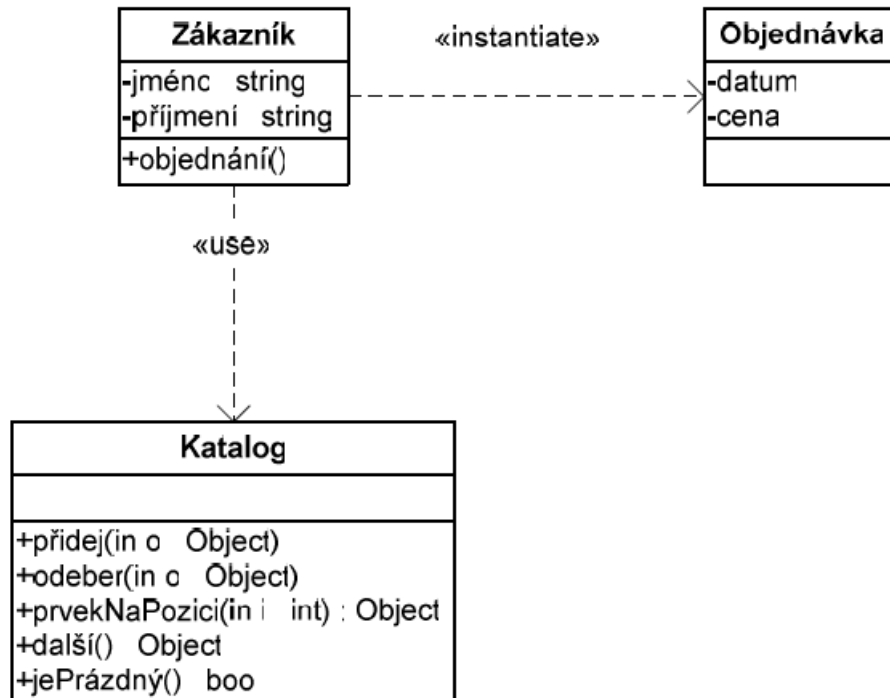 Zákazník
-jméno string
-příjmení string
+objednání()
«instantiate»
Objednávka
-datum
-cena
«use»
Katalog
+přidej(in o Object)
+odeber(in o Object)
+prvekNaPozici(in i int) : Object
+další() Object
+jePrázdný() boo